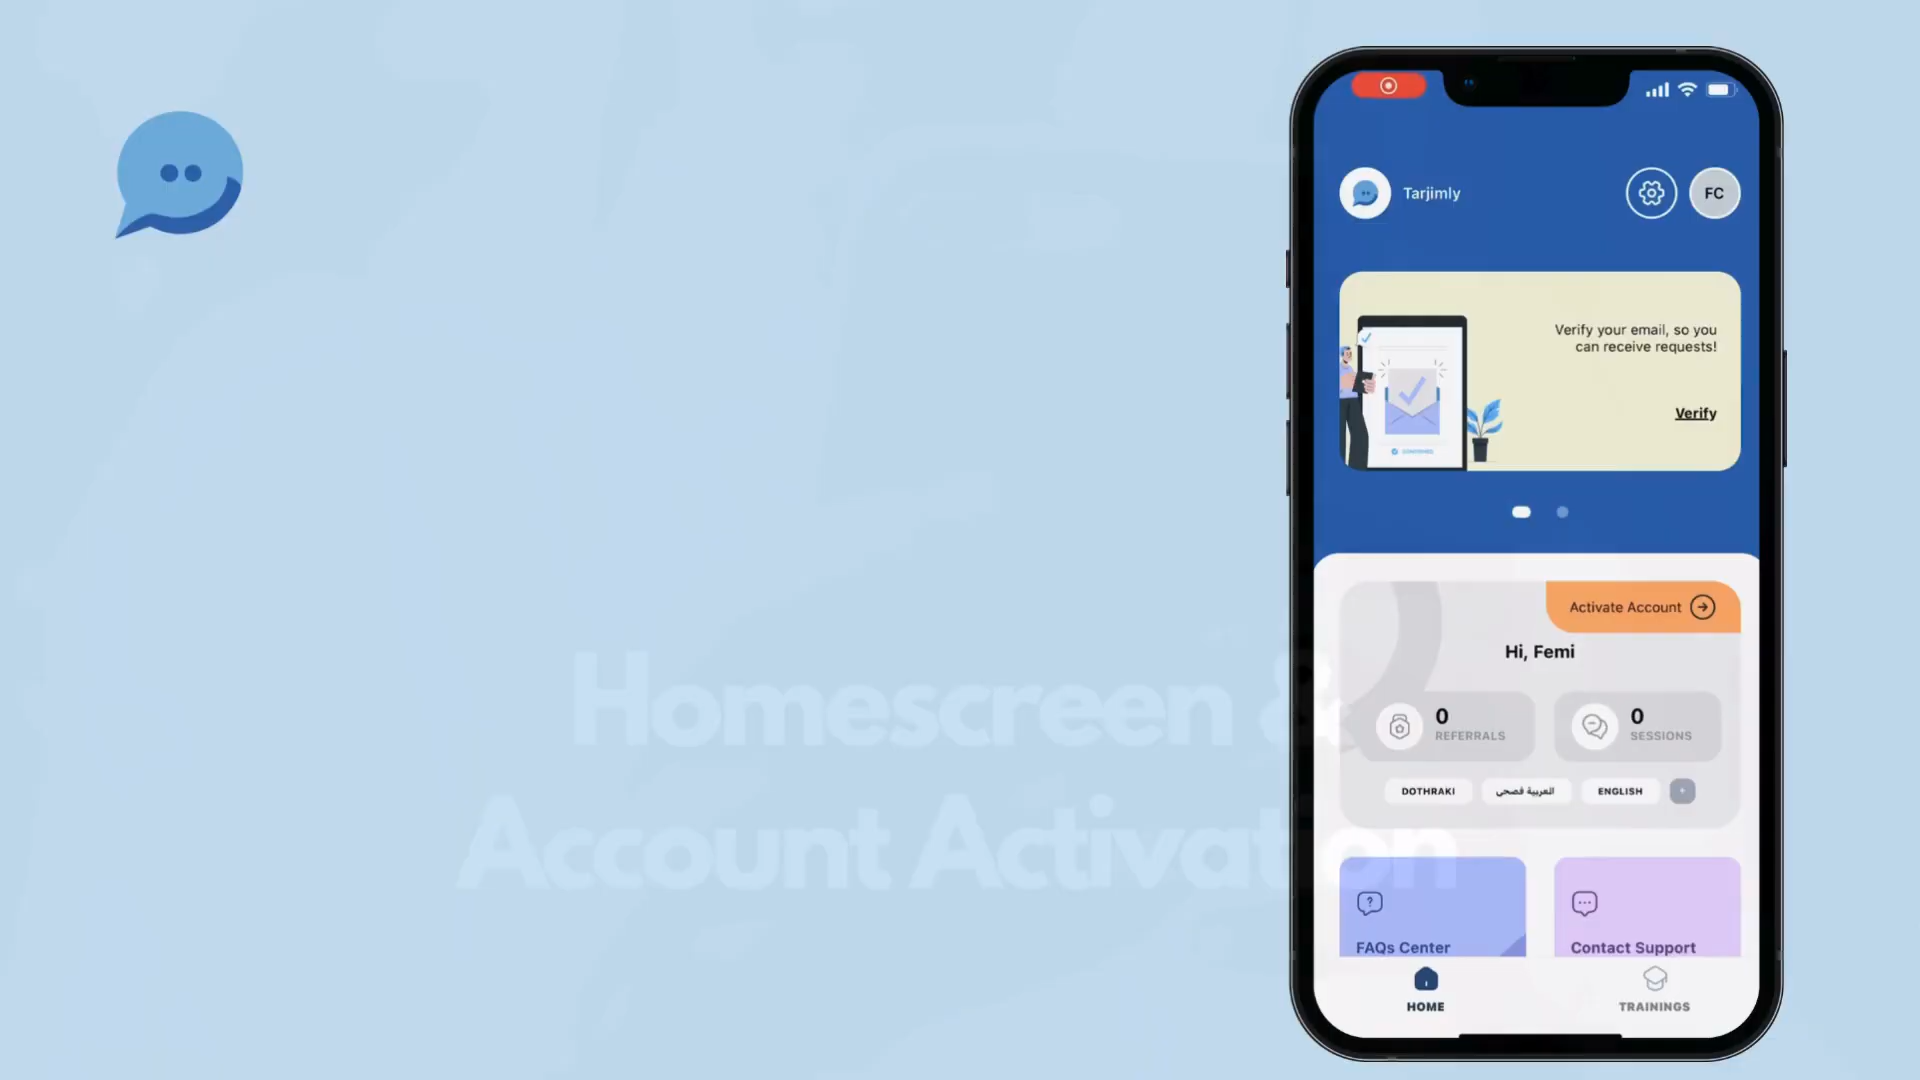 Tarjimly
FC
Verify your email, so you
can receive requests!
Verify
CONFIRMED
Activate Account
Hi, Femi
0
REFERRALS
0
SESSIONS
DOTHRAKI
العربية فصحى
ENGLISH
+
Homescreen &
Account Activation
FAQs Center
Contact Support
HOME
TRAININGS